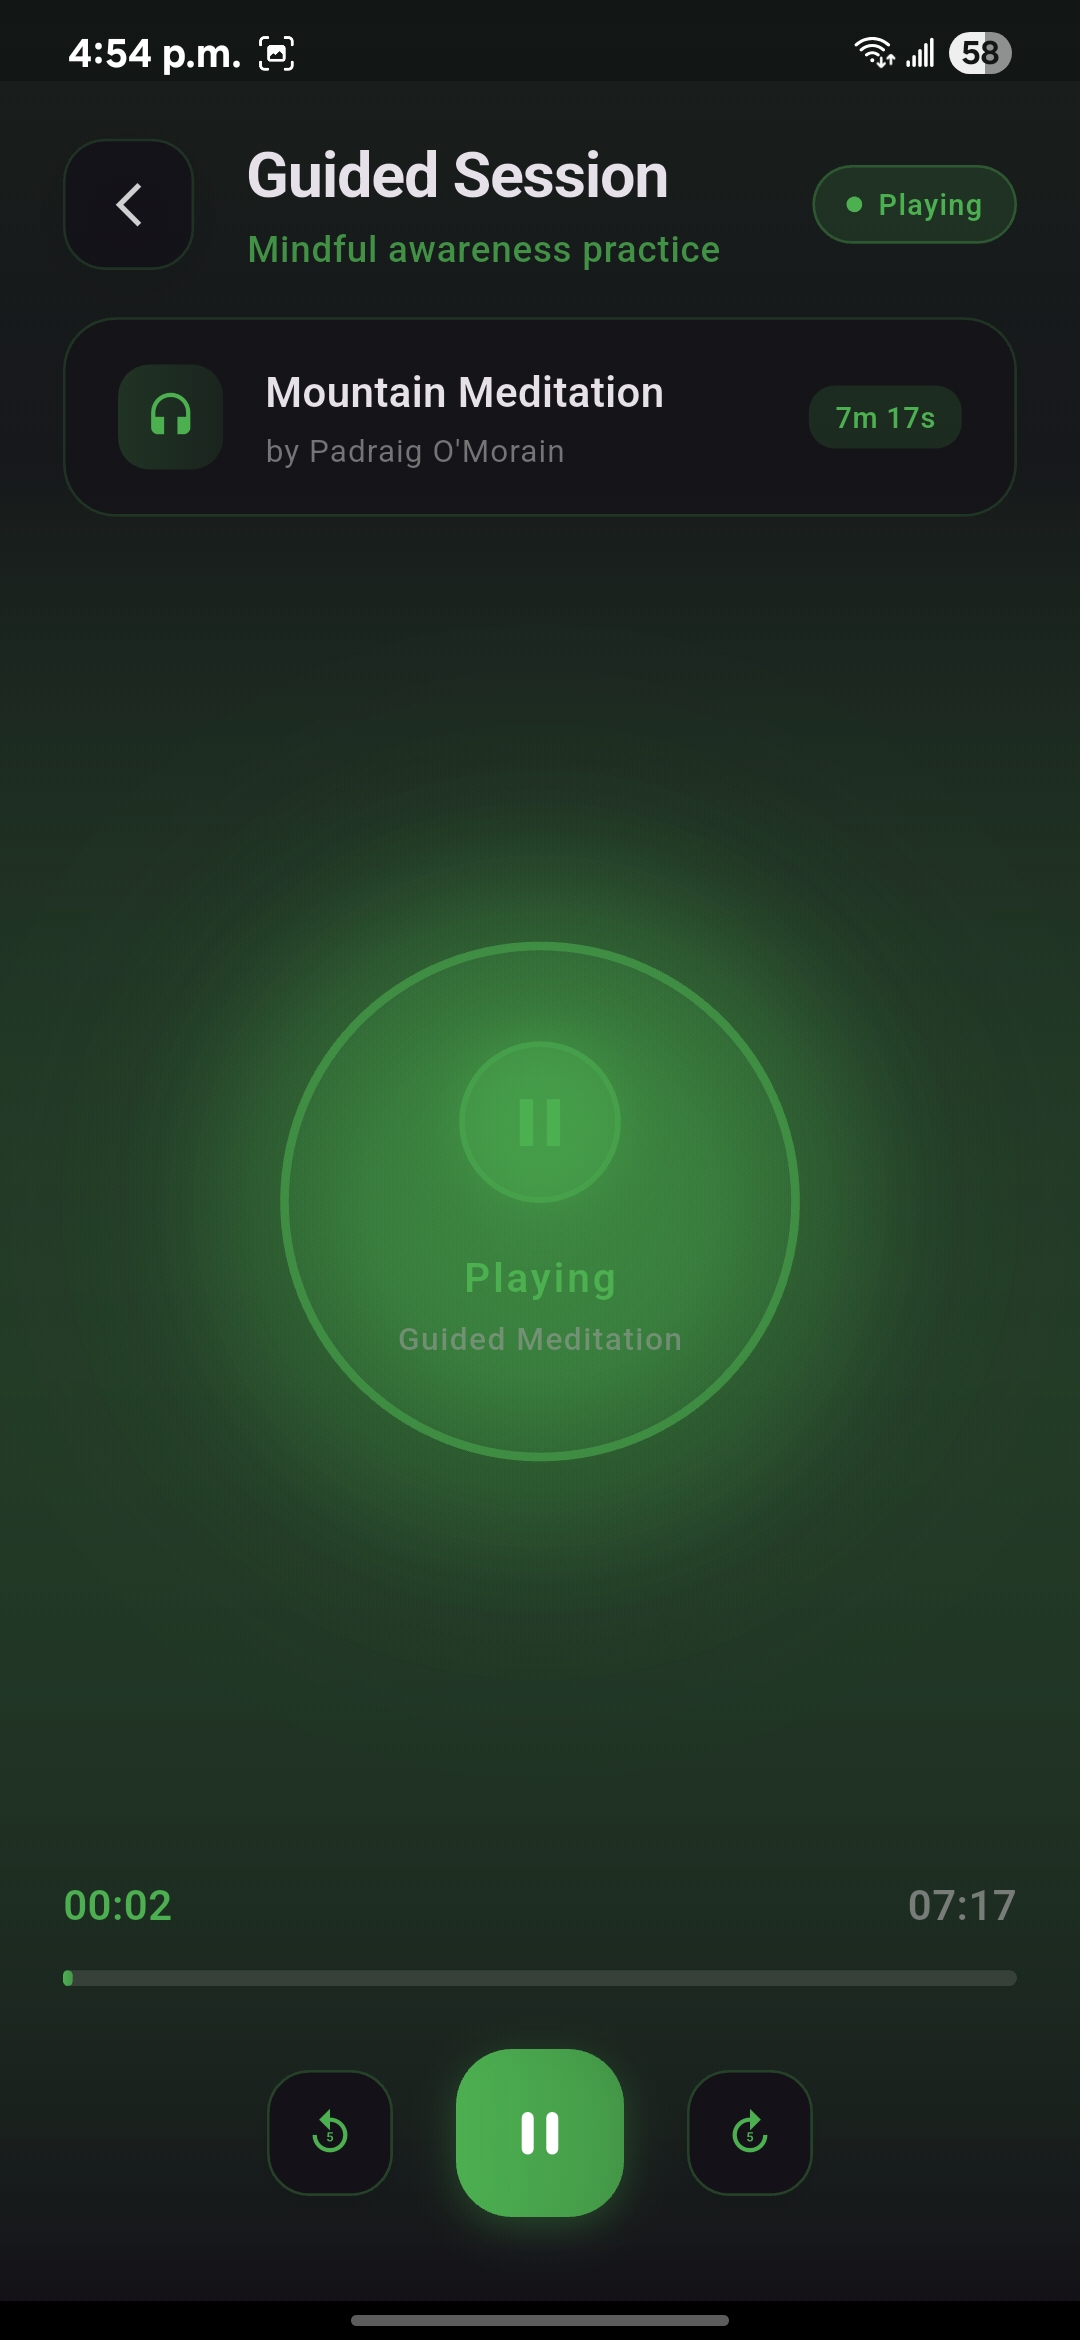 4:54 p.m.
58
Guided Session
Mindful awareness practice
Playing
Mountain Meditation
by Padraig O'Morain
7m 17s
Playing
Guided Meditation
00:02
07:17
5
5